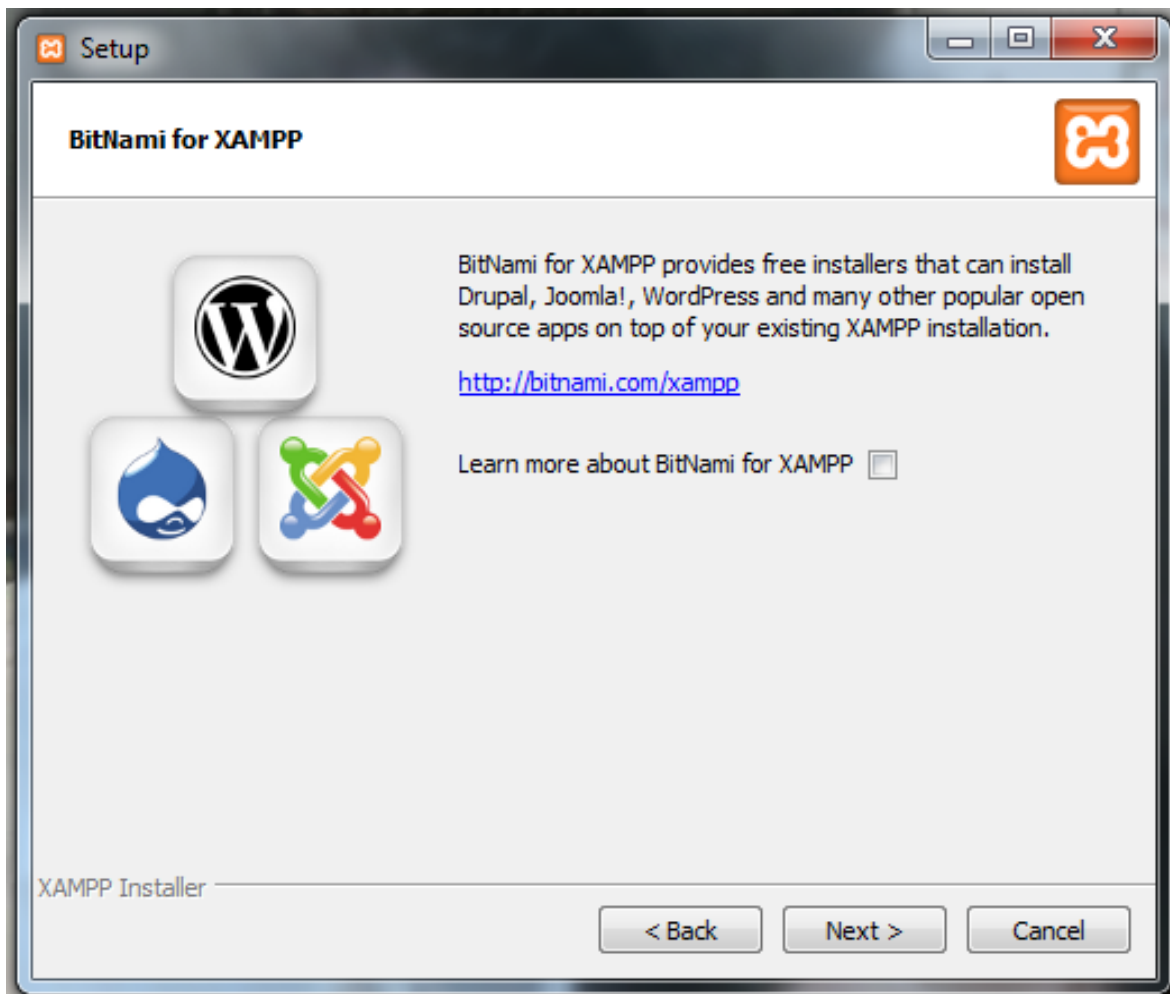 Setup
BitNami for XAMPP
BitNami for XAMPP provides free installers that can install
Drupal, Joomla!, WordPress and many other popular open
source apps on top of your existing XAMPP installation.
http://bitnami.com/xampp
Learn more about BitNami for XAMPP
XAMPP Installer
< Back Next > Cancel